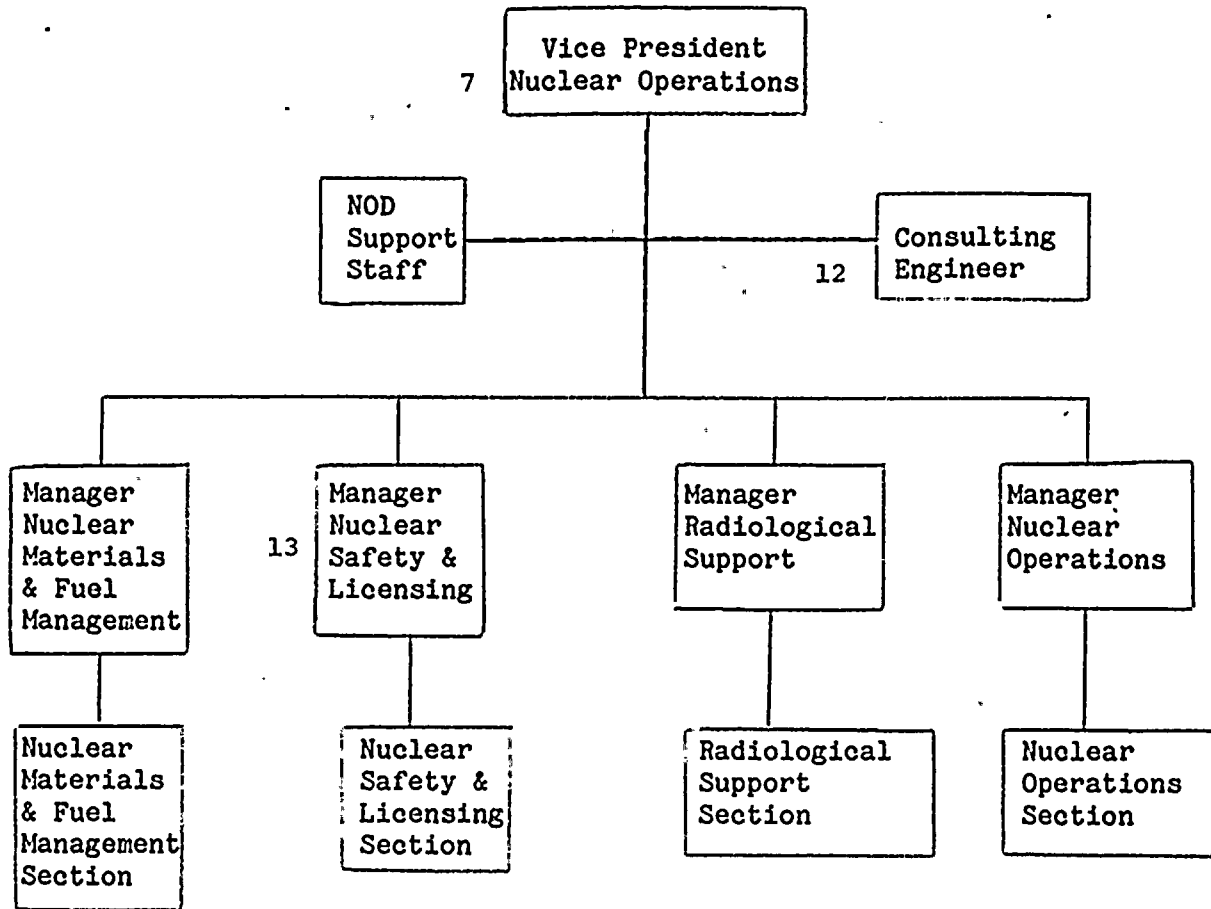 Vice President
7 Nuclear Operations
NOD
Support
Staff
Consulting
12 Engineer
Manager
Nuclear
Materials
& Fuel
Management
13
Manager
Nuclear
Safety &
Licensing
Manager
Radiological
Support
Manager
Nuclear
Operations
Nuclear
Materials
& Fuel
Management
Section
Nuclear
Safety &
Licensing
Section
Radiological
Support
Section
Nuclear
Operations
Section